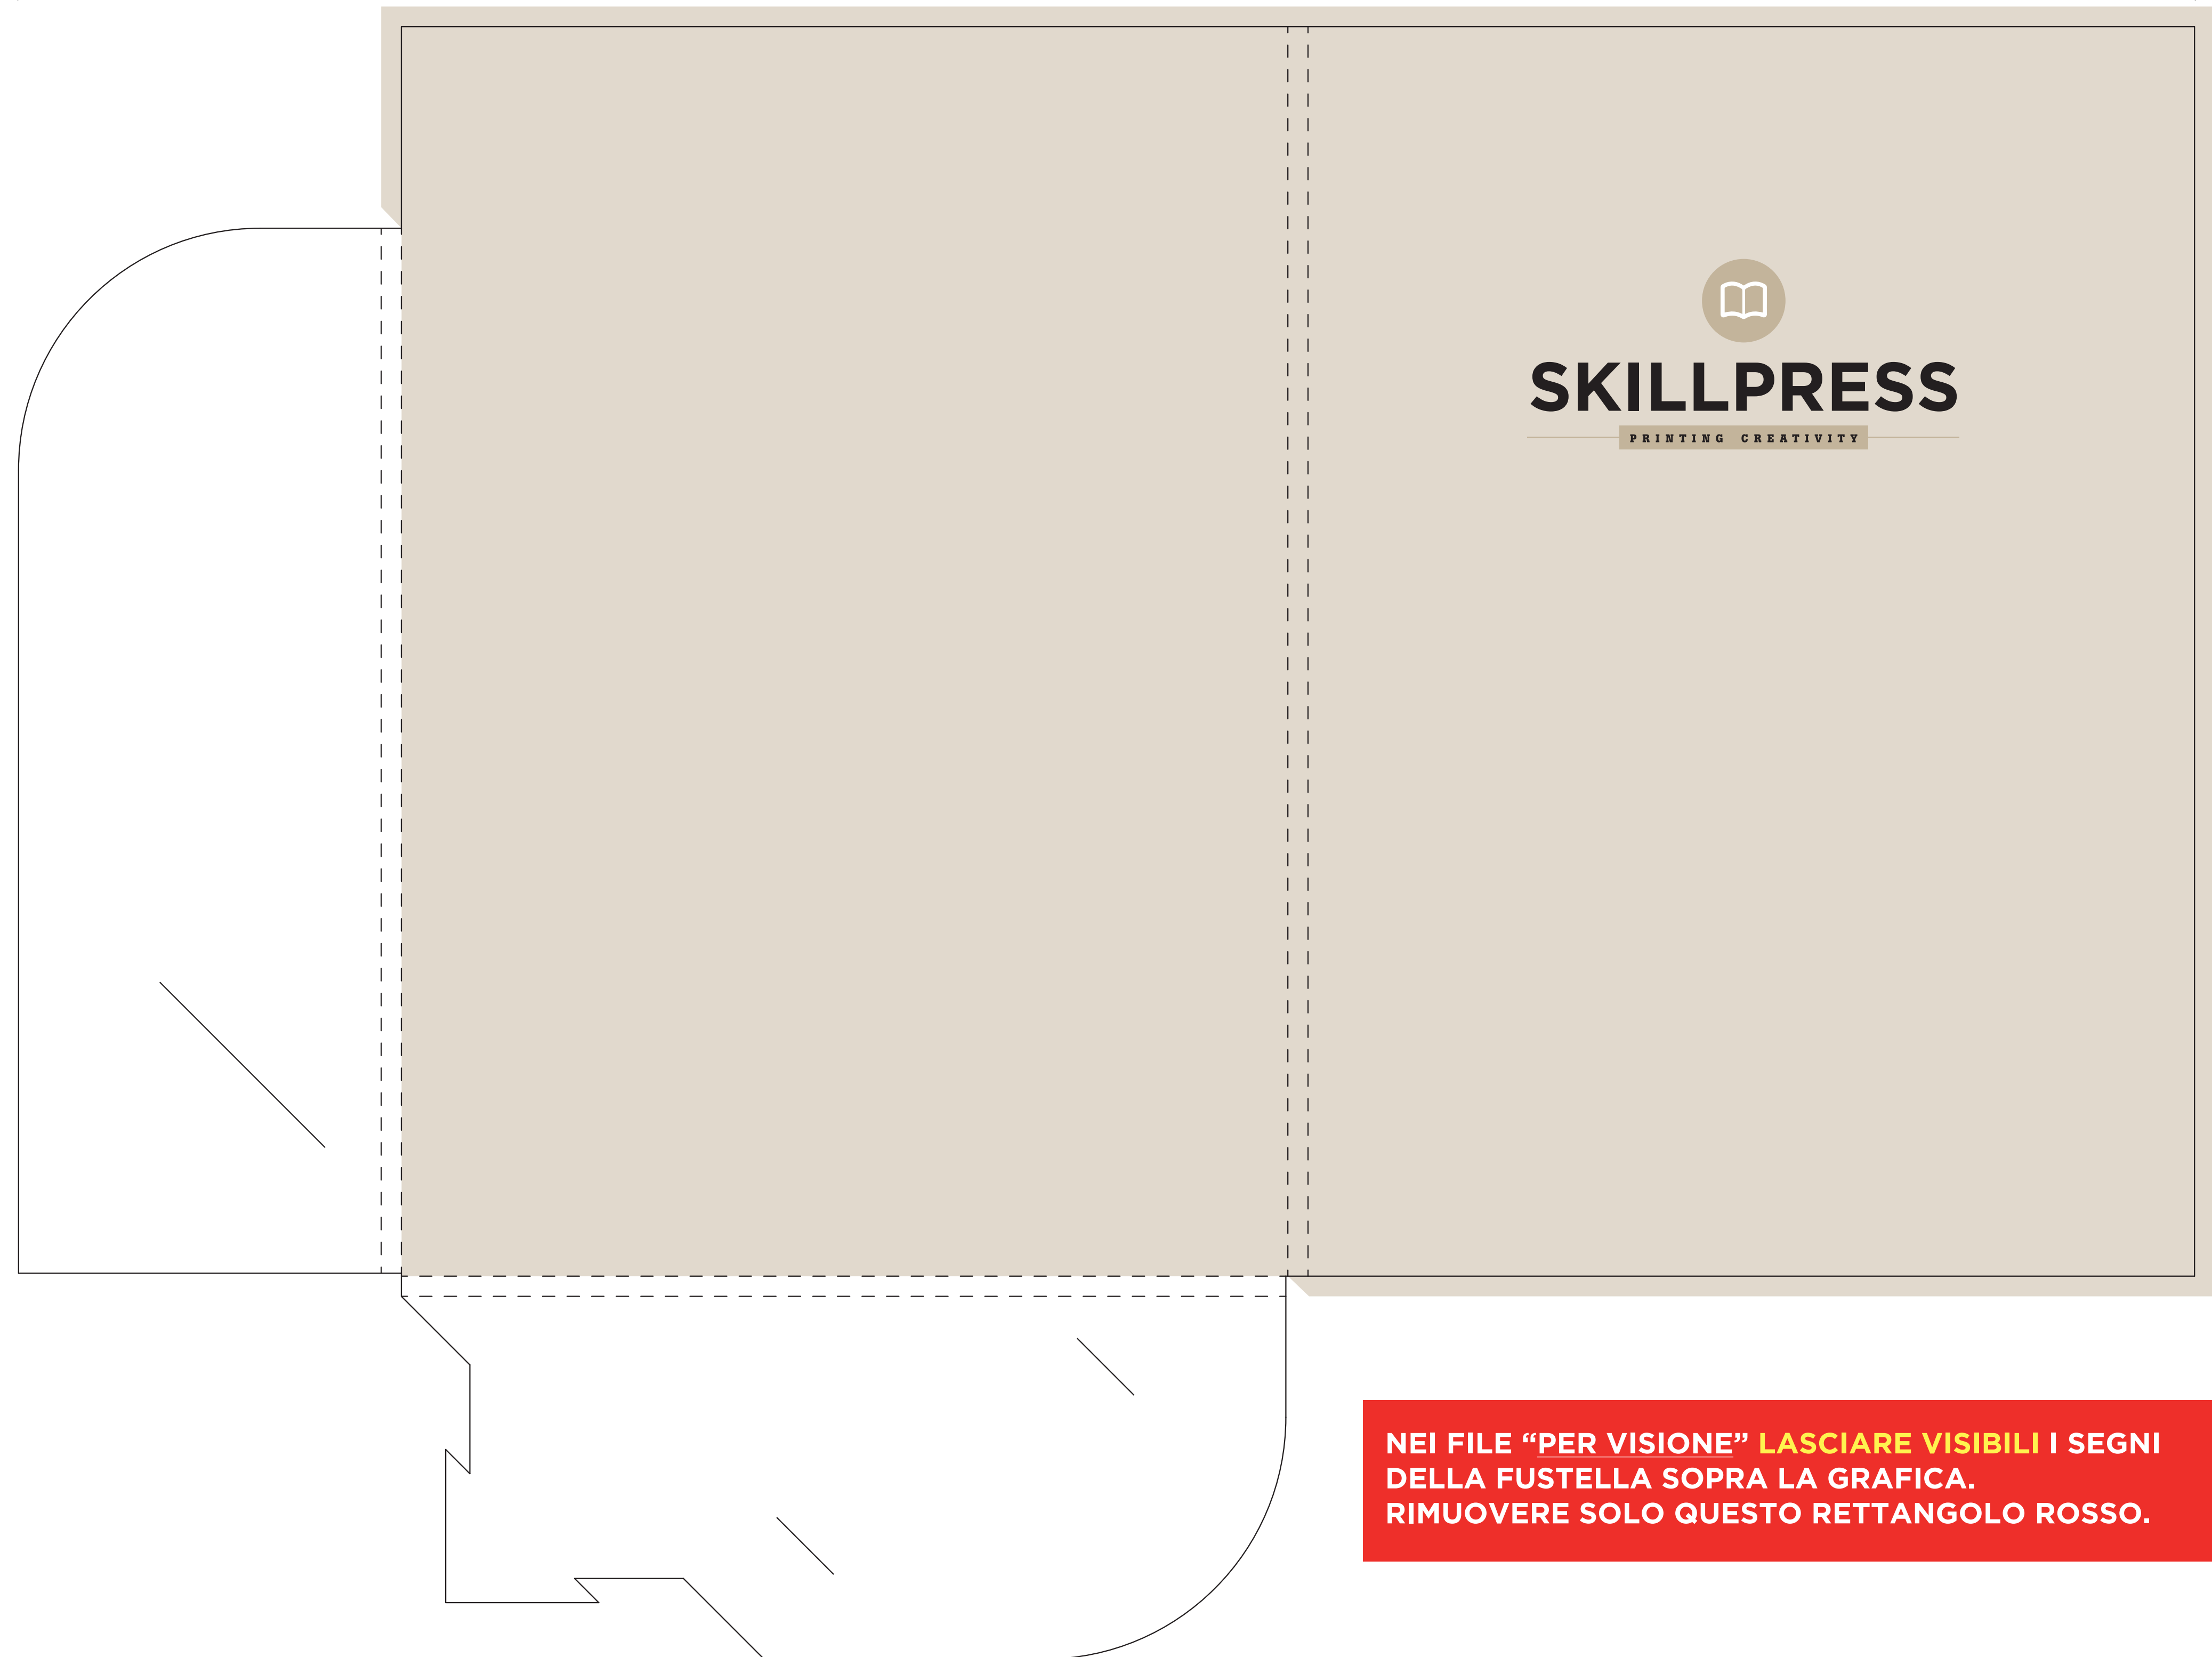 SKILLPRESS
PRINTING CREATIVITY
NEI FILE “PER VISIONE” LASCIARE VISIBILI I SEGNI
DELLA FUSTELLA SOPRA LA GRAFICA.
RIMUOVERE SOLO QUESTO RETTANGOLO ROSSO.